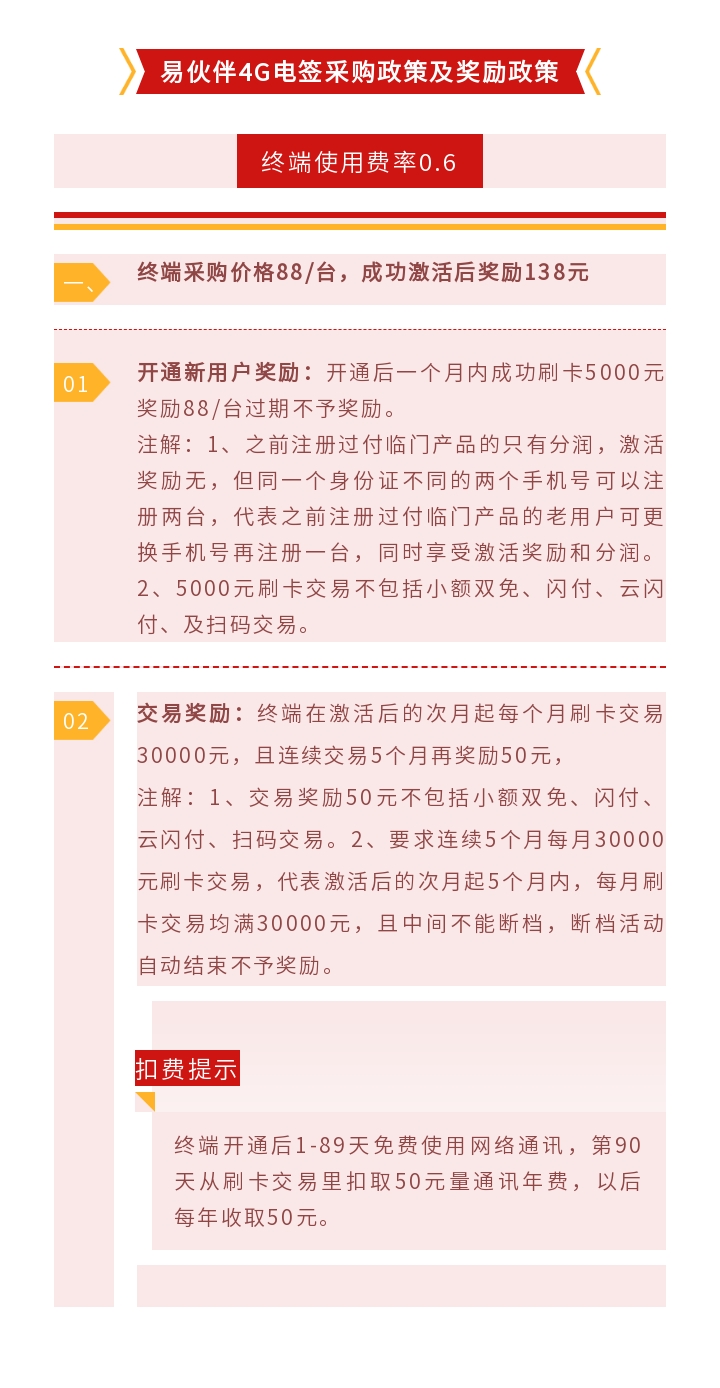 易伙伴4G电签采购政策及奖励政策
终端使用费率0.6
一、
终端采购价格88/台，成功激活后奖励138元
01
开通新用户奖励：开通后一个月内成功刷卡5000元
奖励88/台过期不予奖励。
注解：1、之前注册过付临门产品的只有分润，激活
奖励无，但同一个身份证不同的两个手机号可以注
册两台，代表之前注册过付临门产品的老用户可更
换手机号再注册一台，同时享受激活奖励和分润。
2、5000元刷卡交易不包括小额双免、闪付、云闪
付、及扫码交易。
02
交易奖励：终端在激活后的次月起每个月刷卡交易
30000元，且连续交易5个月再奖励50元，
注解：1、交易奖励50元不包括小额双免、闪付、
云闪付、扫码交易。2、要求连续5个月每月30000
元刷卡交易，代表激活后的次月起5个月内，每月刷
卡交易均满30000元，且中间不能断档，断档活动
自动结束不予奖励。
扣费提示
终端开通后1-89天免费使用网络通讯，第90
天从刷卡交易里扣取50元量通讯年费，以后
每年收取50元。